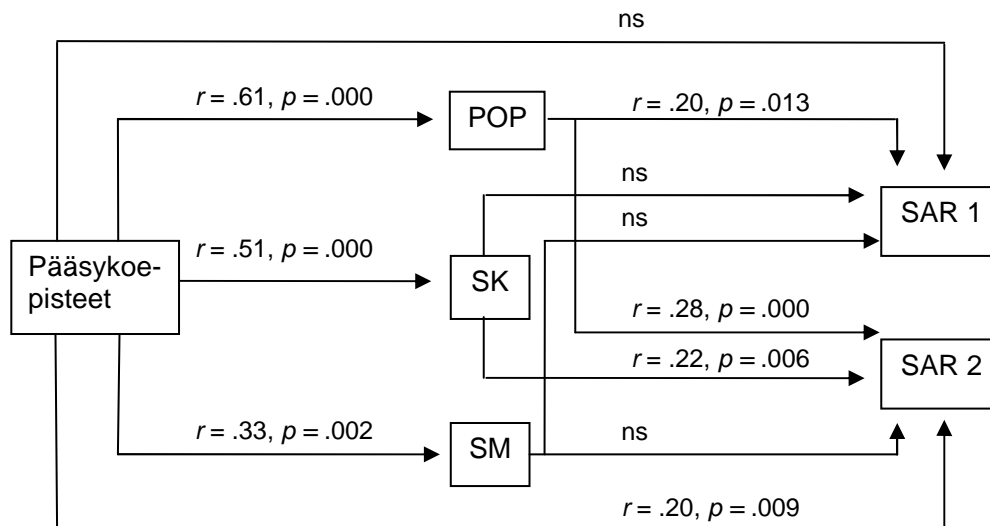 ns
r = .61, p = .000
POP
r = .20, p = .013
ns
SAR 1
ns
Pääsykoe-
pisteet
r = .51, p = .000
SK
r = .28, p = .000
SAR 2
r = .22, p = .006
r = .33, p = .002
SM
ns
r = .20, p = .009